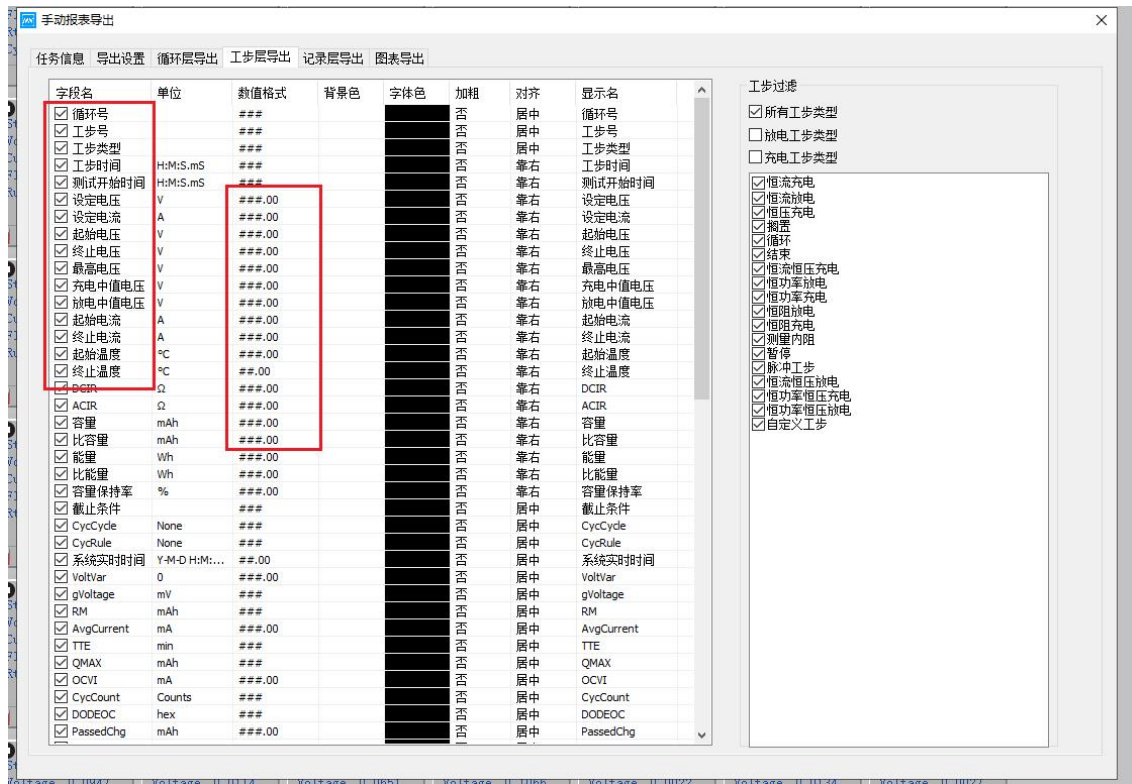 手动报表导出
任务信息 导出设置 循环层导出 工步层导出 记录层导出 图表导出
字段名 单位 数值格式 背景色 字体色 加粗 对齐 显示名
循环号 ### 否 居中 循环号
工步号 ### 否 居中 工步号
工步类型 ### 否 居中 工步类型
工步时间 H:M:S.mS ### 否 靠右 工步时间
测试开始时间 H:M:S.mS ### 否 靠右 测试开始时间
设定电压 V ###.00 否 靠右 设定电压
设定电流 A ###.00 否 靠右 设定电流
起始电压 V ###.00 否 靠右 起始电压
终止电压 V ###.00 否 靠右 终止电压
最高电压 V ###.00 否 靠右 最高电压
充电中值电压 V ###.00 否 靠右 充电中值电压
放电中值电压 V ###.00 否 靠右 放电中值电压
起始电流 A ###.00 否 靠右 起始电流
终止电流 A ###.00 否 靠右 终止电流
起始温度 °C ###.00 否 靠右 起始温度
终止温度 °C ##.00 否 靠右 终止温度
DCIR Ω ###.00 否 靠右 DCIR
ACIR Ω ###.00 否 靠右 ACIR
容量 mAh ###.00 否 靠右 容量
比容量 mAh ###.00 否 靠右 比容量
能量 Wh ###.00 否 靠右 能量
比能量 Wh ###.00 否 靠右 比能量
容量保持率 % ###.00 否 靠右 容量保持率
截止条件 ### 否 居中 截止条件
CycCycle None ### 否 居中 CycCycle
CycRule None ### 否 居中 CycRule
系统实时时间 Y-M-D H:M:... ##.00 否 居中 系统实时时间
VoltVar 0 ###.00 否 居中 VoltVar
gVoltage mV ### 否 居中 gVoltage
RM mAh ### 否 居中 RM
AvgCurrent mA ###.00 否 居中 AvgCurrent
TTE min ### 否 居中 TTE
QMAX mAh ### 否 居中 QMAX
OCVI mA ###.00 否 居中 OCVI
CycCount Counts ### 否 居中 CycCount
DODEOC hex ### 否 居中 DODEOC
PassedChg mAh ###.00 否 居中 PassedChg
工步过滤
所有工步类型
放电工步类型
充电工步类型
恒流充电
恒流放电
恒压充电
搁置
循环
结束
恒流恒压充电
恒功率放电
恒功率充电
恒阻放电
恒阻充电
测量内阻
暂停
脉冲工步
恒流恒压放电
恒功率恒压充电
恒功率恒压放电
自定义工步